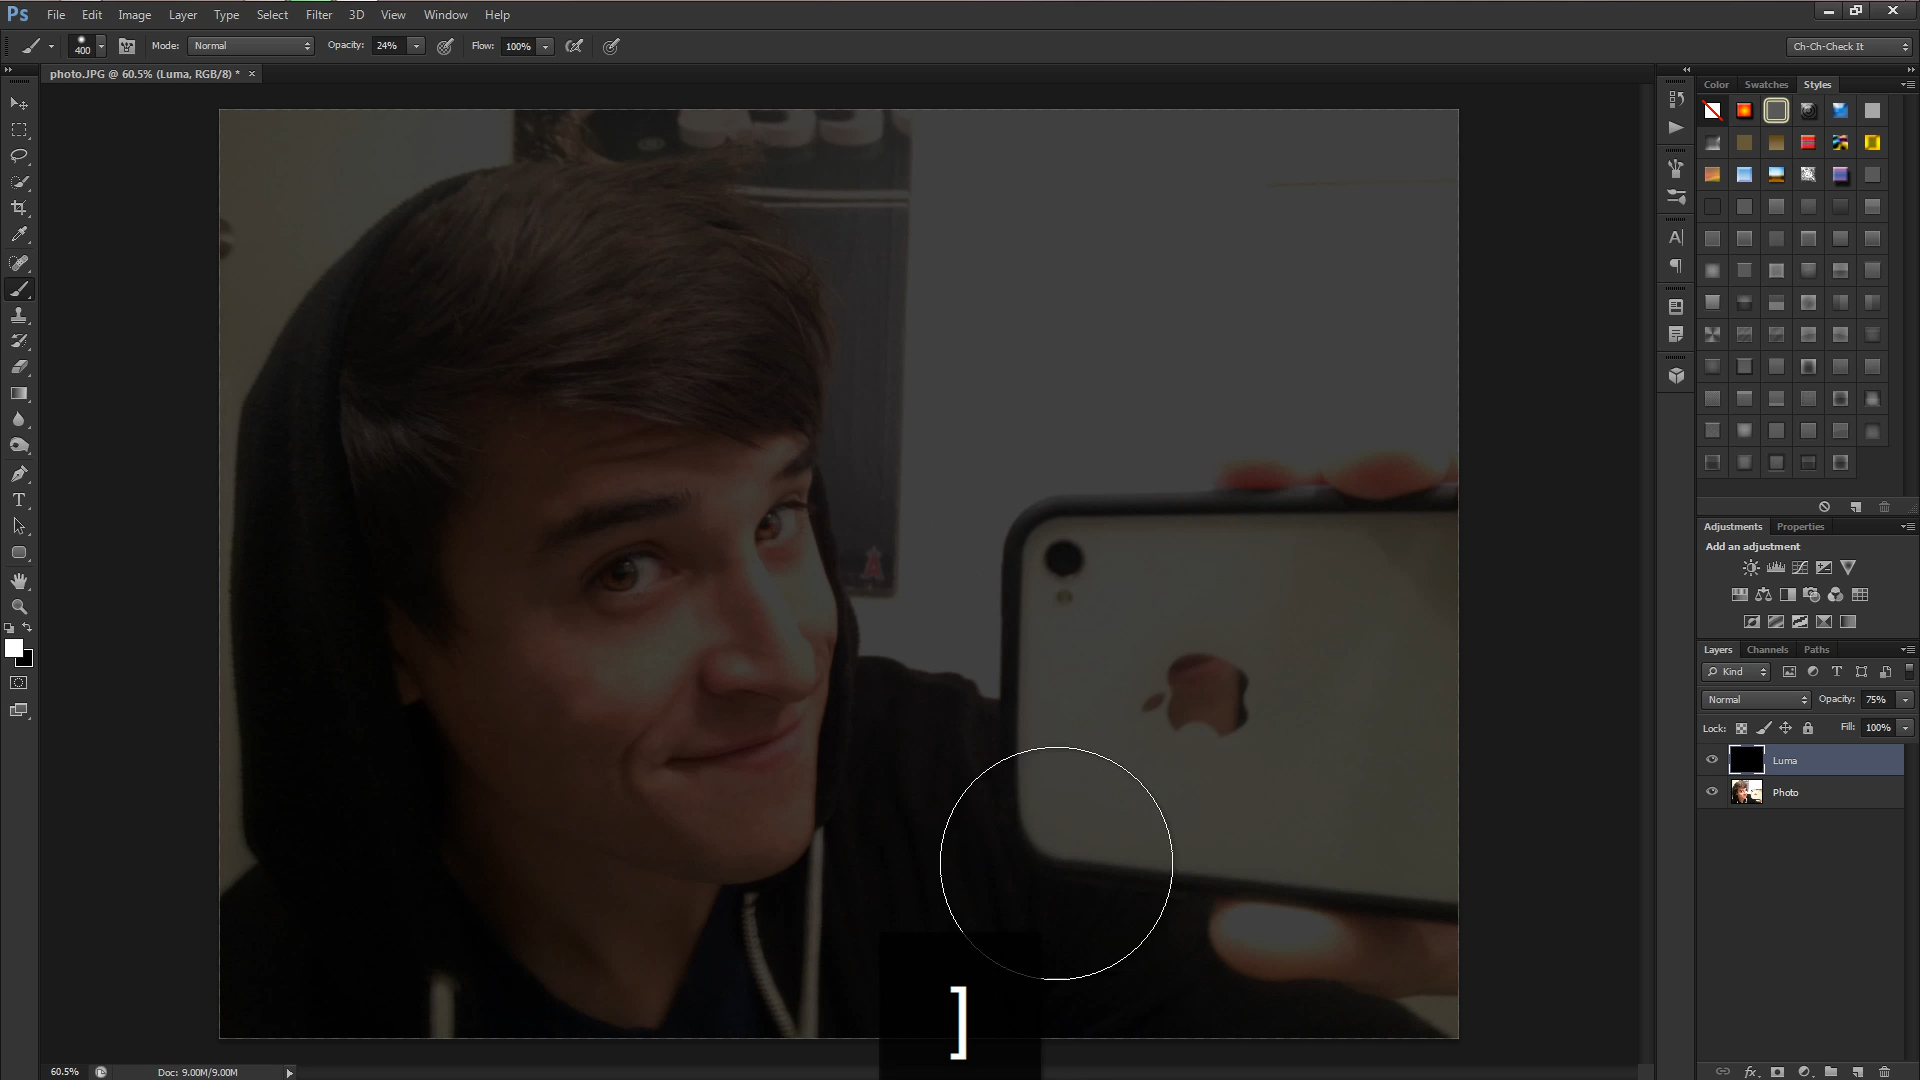 Ps File Edit Image Layer Type Select Filter 3D View Window Help
400 Mode: Normal Opacity: 24% Flow: 100% Ch-Ch-Check It
photo.JPG @ 60.5% (Luma, RGB/8) * ×
Color Swatches Styles
Adjustments Properties
Add an adjustment
Layers Channels Paths
Kind
Normal Opacity: 75%
Lock: Fill: 100%
Luma
Photo
]
60.5% Doc: 9.00M/9.00M